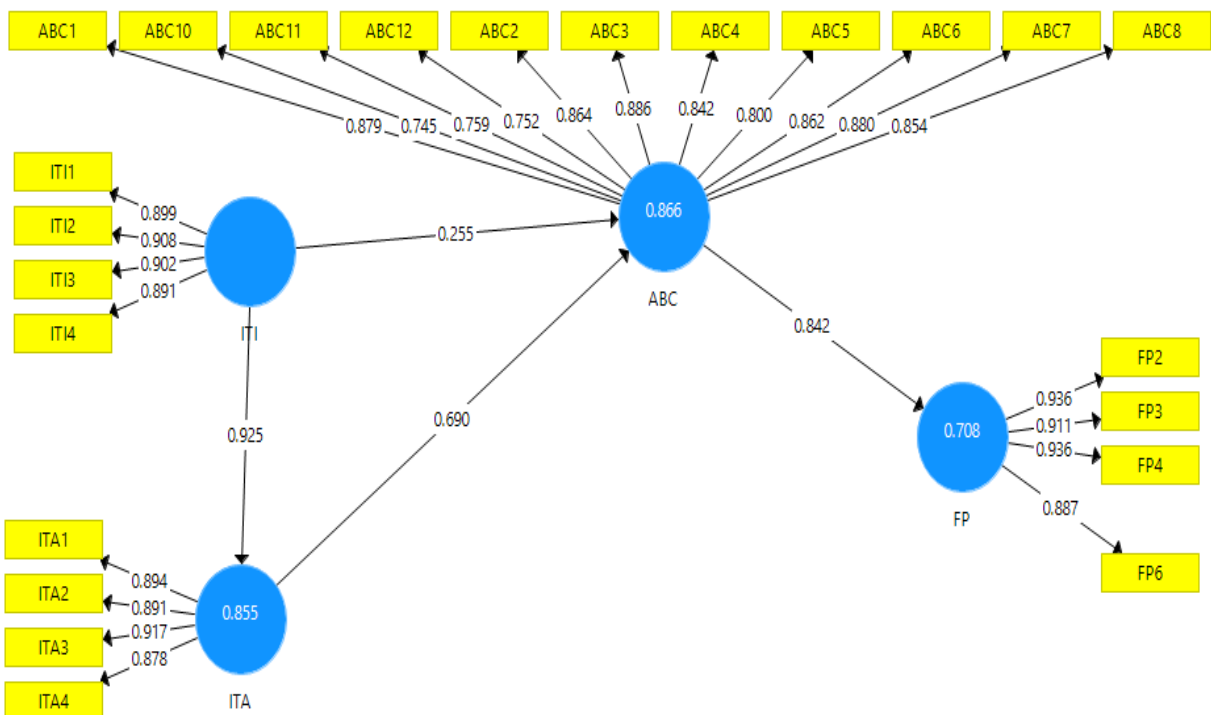 ABC1 ABC10 ABC11 ABC12 ABC2 ABC3 ABC4 ABC5 ABC6 ABC7 ABC8
0.879 0.745 0.759 0.752 0.864 0.886 0.842 0.800 0.862 0.880 0.854
ITI1
ITI2
ITI3
ITI4
0.899
0.908
0.902
0.891
ITI
0.255
0.866
ABC
0.925
0.690
0.842
ITA1
ITA2
ITA3
ITA4
0.894
0.891
0.917
0.878
0.855
ITA
0.708
FP
0.936
0.911
0.936
0.887
FP2
FP3
FP4
FP6